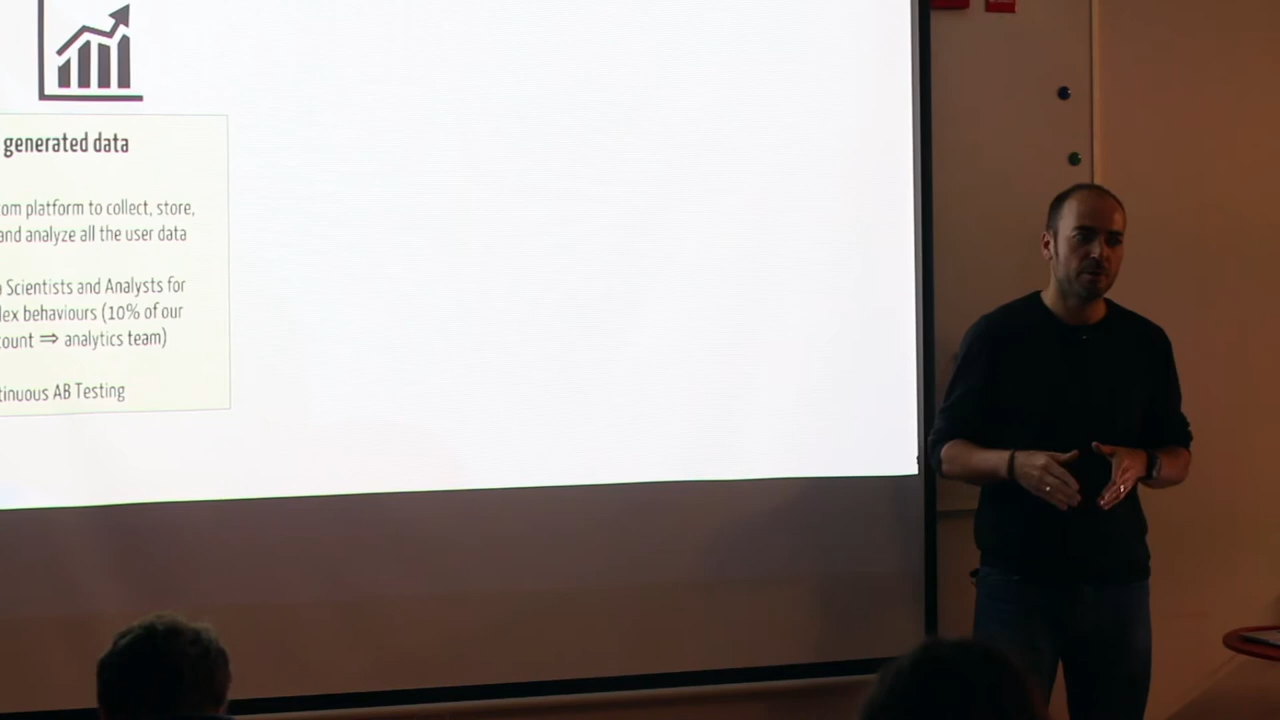 generated data
om platform to collect, store,
and analyze all the user data
Scientists and Analysts for
lex behaviours (10% of our
ount ⇒ analytics team)
tinuous AB Testing